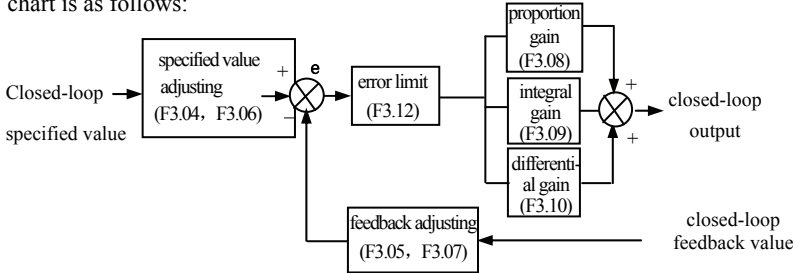 chart is as follows:
Closed-loop
specified value
specified value
adjusting
(F3.04，F3.06)
+
−
e
error limit
(F3.12)
proportion
gain
(F3.08)
integral
gain
(F3.09)
differenti-
al gain
(F3.10)
+
+
closed-loop
output
feedback adjusting
(F3.05，F3.07)
closed-loop
feedback value